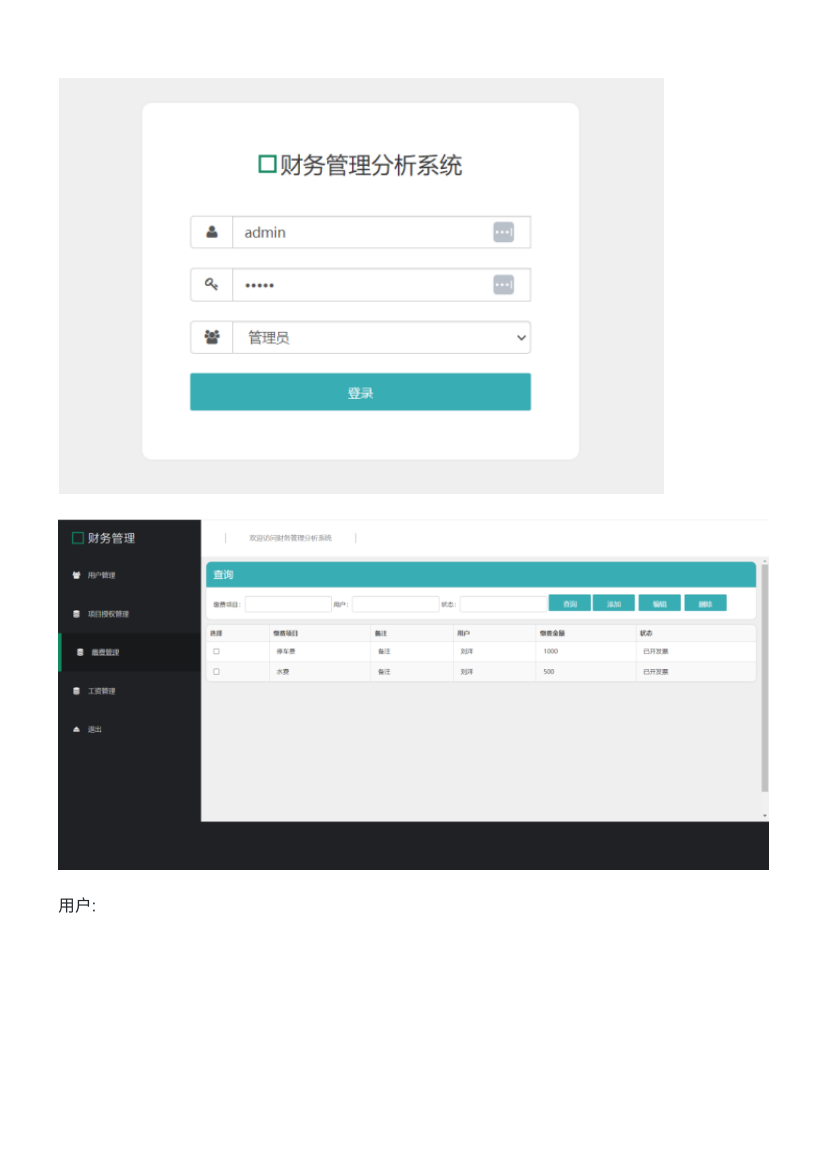 财务管理分析系统
admin
•••••
管理员
登录
财务管理 欢迎访问财务管理分析系统
用户管理
项目授权管理
缴费管理
工资管理
退出
查询
缴费项目: 用户: 状态: 查询 添加 编辑 删除
选择 缴费项目 备注 用户 缴费金额 状态
停车费 备注 刘洋 1000 已开发票
水费 备注 刘洋 500 已开发票
用户: